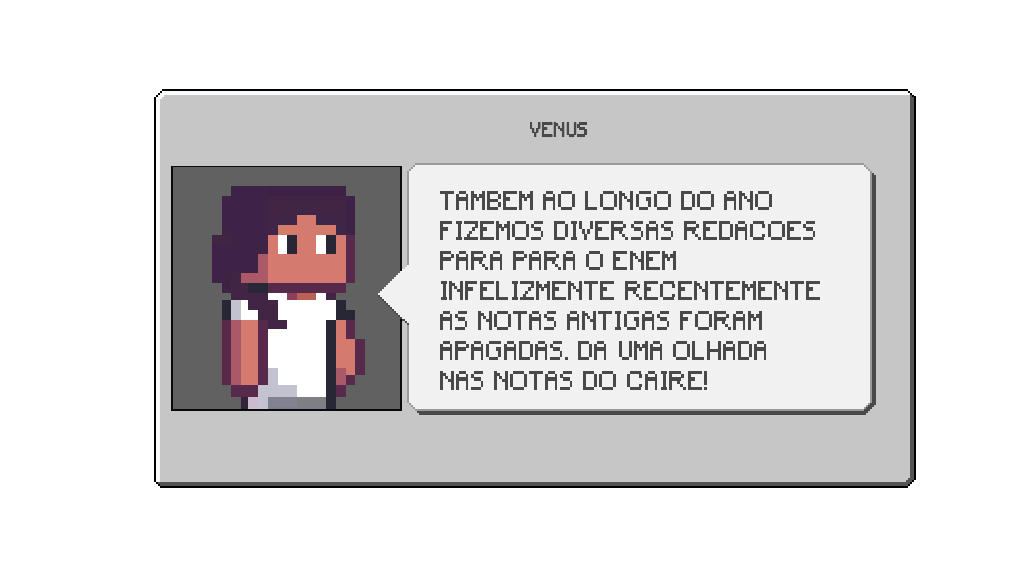 VENUS
TAMBEM AO LONGO DO ANO
FIZEMOS DIVERSAS REDACOES
PARA PARA O ENEM
INFELIZMENTE RECENTEMENTE
AS NOTAS ANTIGAS FORAM
APAGADAS. DA UMA OLHADA
NAS NOTAS DO CAIRE!